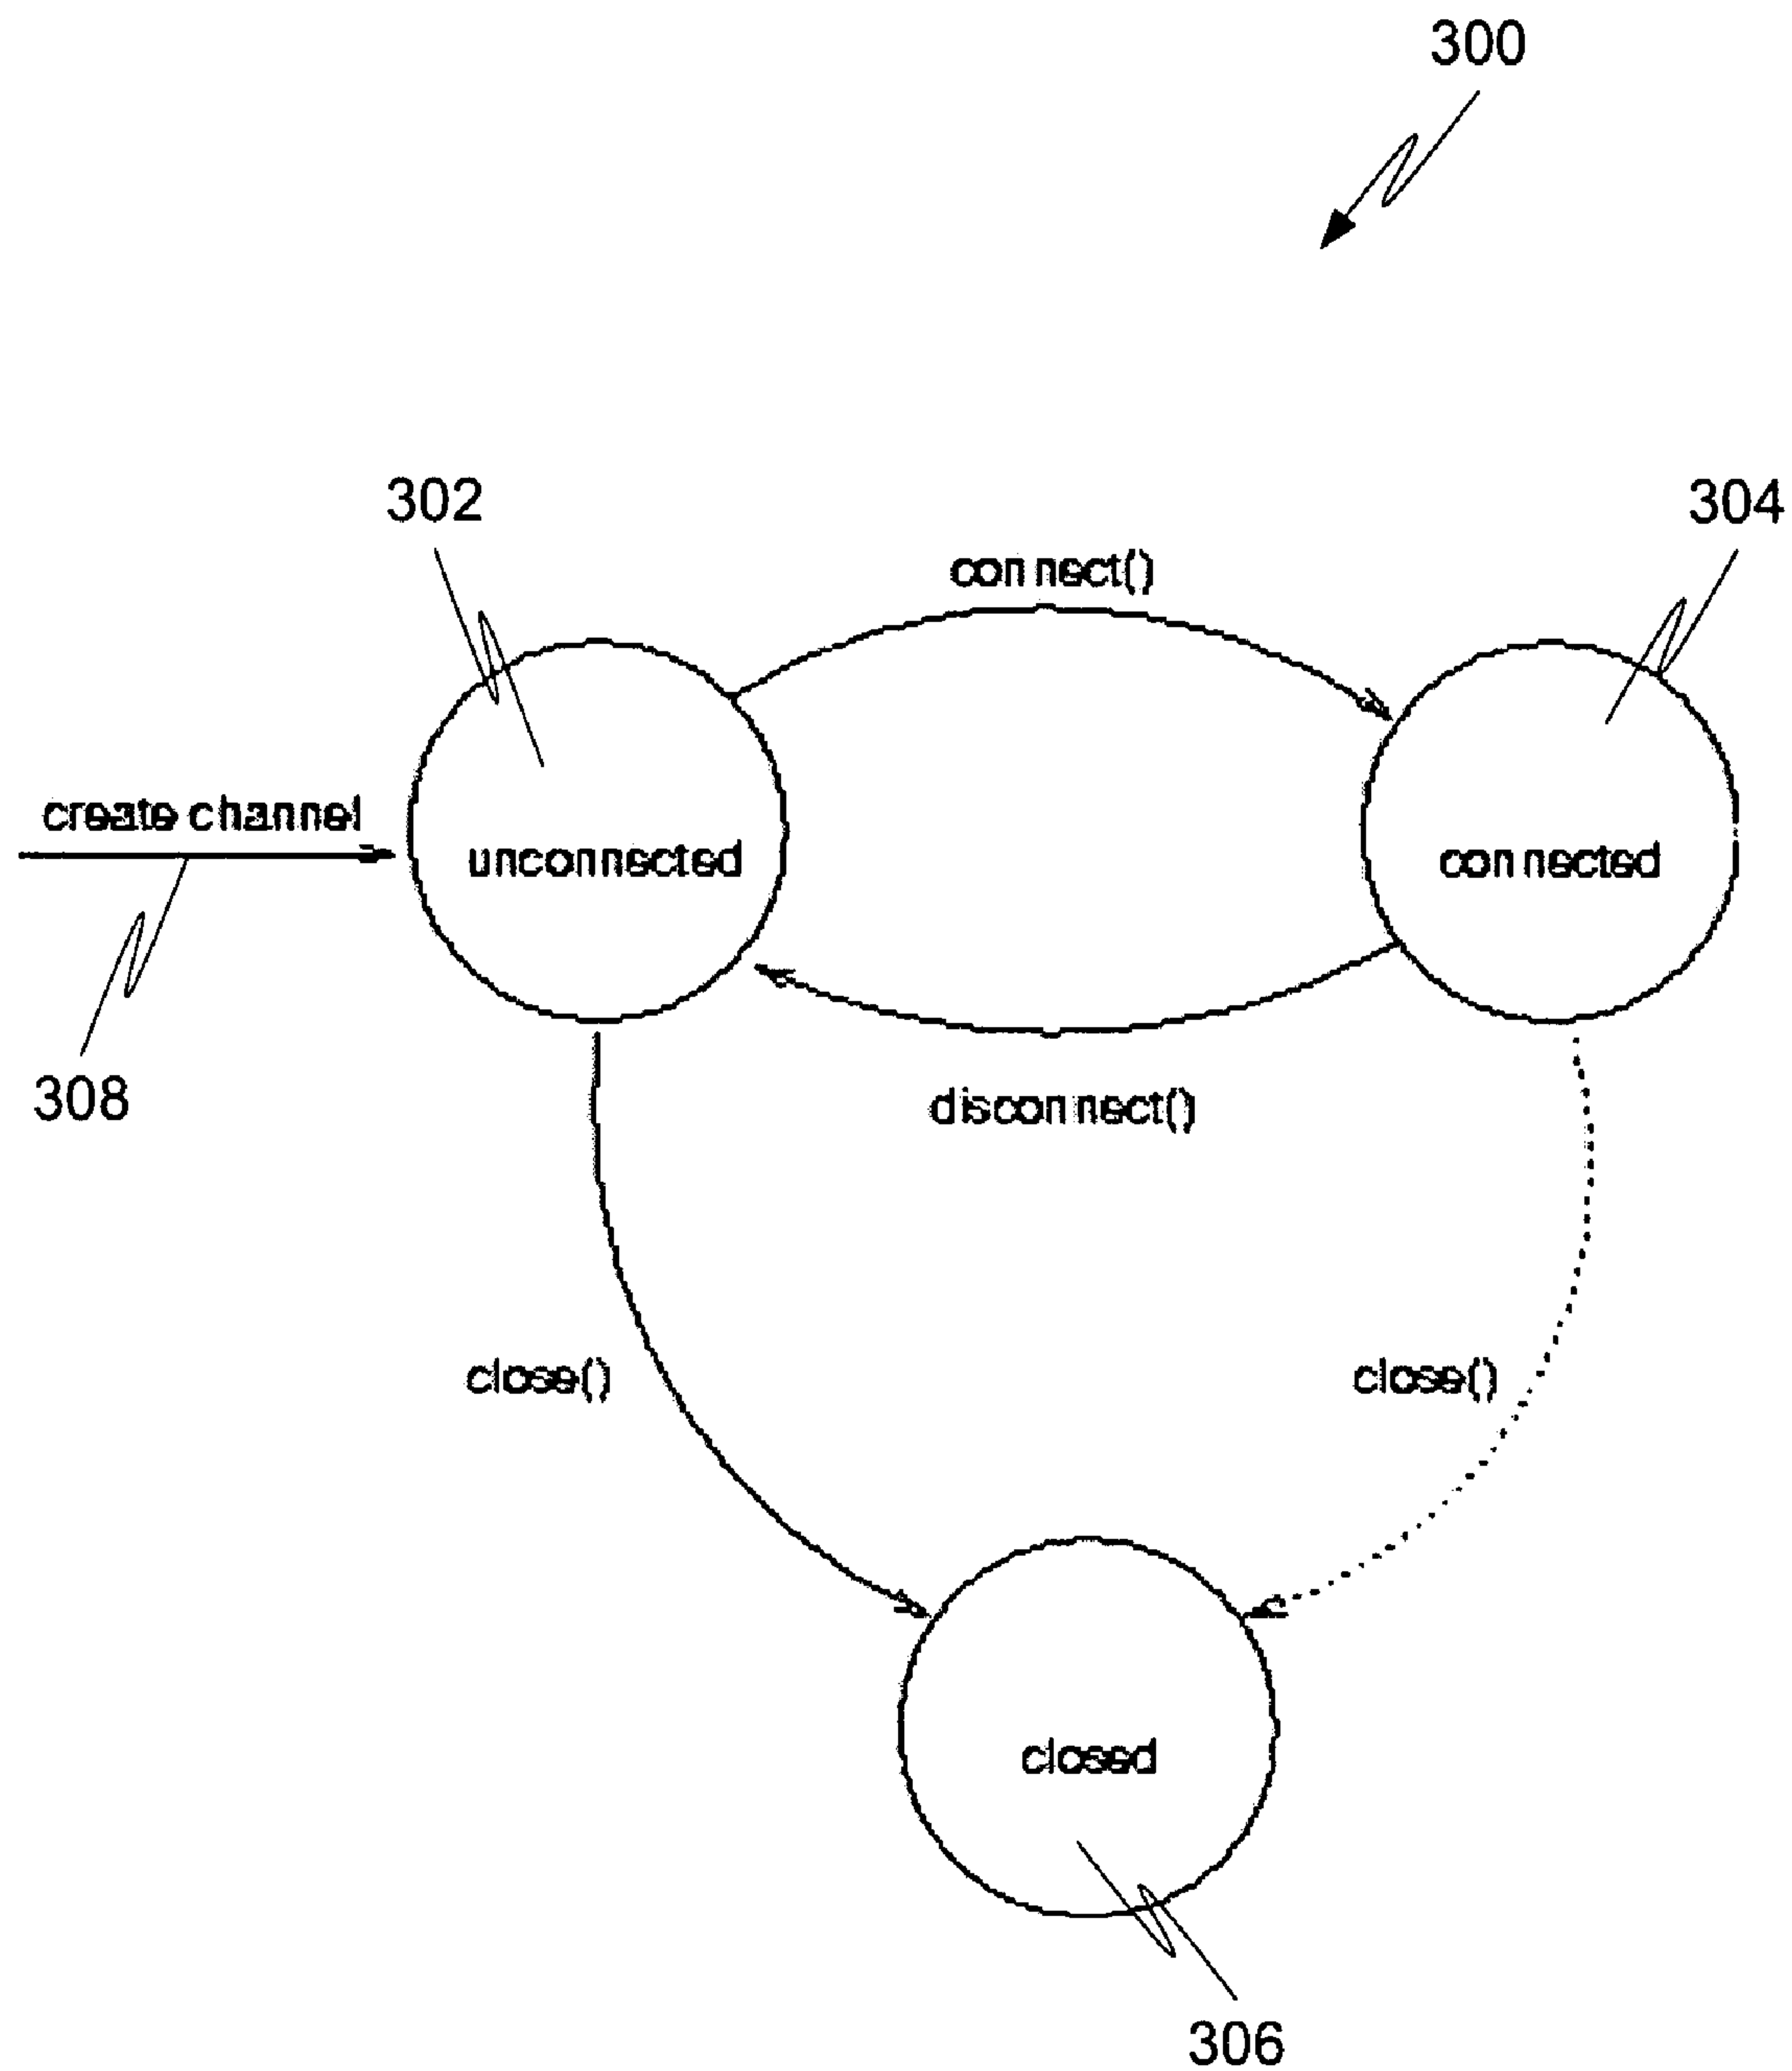 300
302
304
connect()
create channel
unconnected
connected
308
disconnect()
close()
close()
closed
306